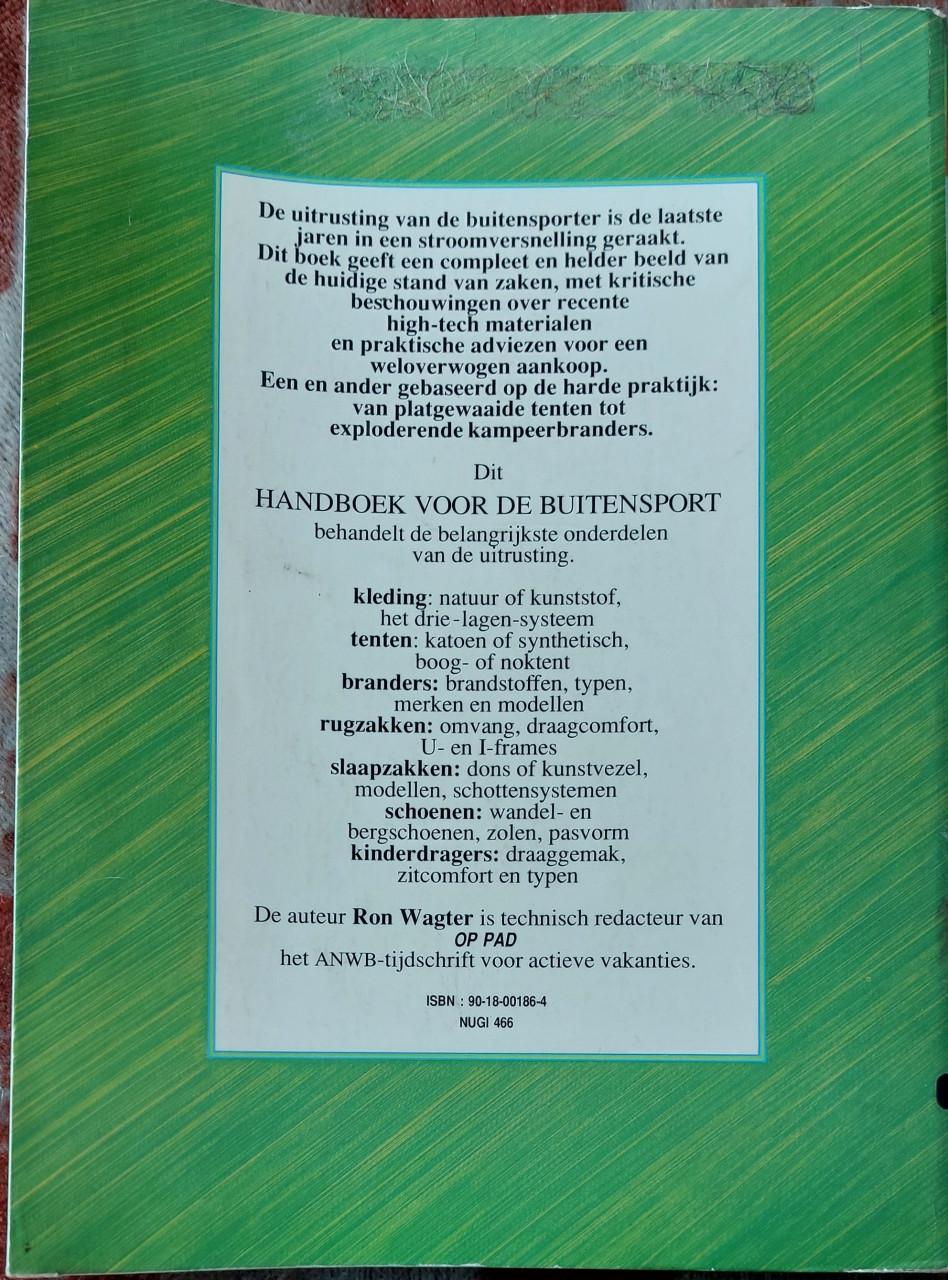 De uitrusting van de buitensporter is de laatste
jaren in een stroomversnelling geraakt.
Dit boek geeft een compleet en helder beeld van
de huidige stand van zaken, met kritische
beschouwingen over recente
high-tech materialen
en praktische adviezen voor een
weloverwogen aankoop.
Een en ander gebaseerd op de harde praktijk:
van platgewaaide tenten tot
exploderende kampeerbranders.
Dit
HANDBOEK VOOR DE BUITENSPORT
behandelt de belangrijkste onderdelen
van de uitrusting.
kleding: natuur of kunststof,
het drie-lagen-systeem
tenten: katoen of synthetisch,
boog- of noktent
branders: brandstoffen, typen,
merken en modellen
rugzakken: omvang, draagcomfort,
U- en I-frames
slaapzakken: dons of kunstvezel,
modellen, schottensystemen
schoenen: wandel- en
bergschoenen, zolen, pasvorm
kinderdragers: draaggemak,
zitcomfort en typen
De auteur Ron Wagter is technisch redacteur van
OP PAD
het ANWB-tijdschrift voor actieve vakanties.
ISBN : 90-18-00186-4
NUGI 466